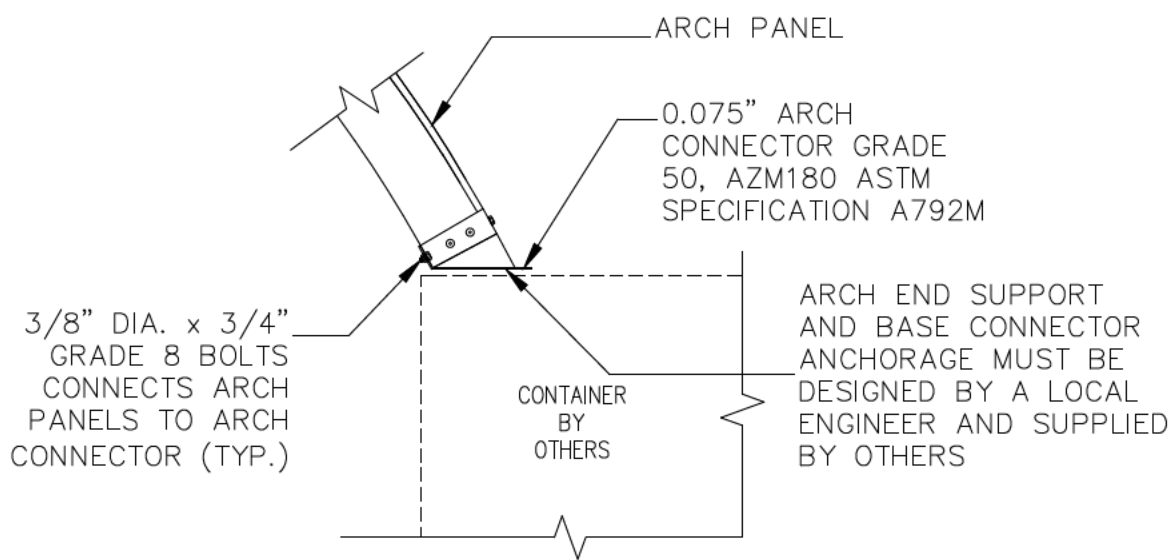 ARCH PANEL
0.075” ARCH
CONNECTOR GRADE
50, AZM180 ASTM
SPECIFICATION A792M
3/8” DIA. x 3/4”
GRADE 8 BOLTS
CONNECTS ARCH
PANELS TO ARCH
CONNECTOR (TYP.)
CONTAINER
BY
OTHERS
ARCH END SUPPORT
AND BASE CONNECTOR
ANCHORAGE MUST BE
DESIGNED BY A LOCAL
ENGINEER AND SUPPLIED
BY OTHERS